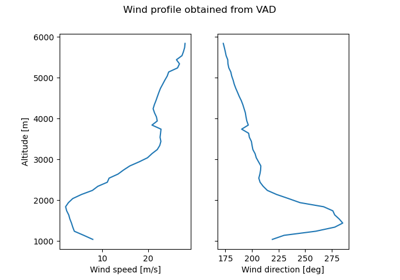 Wind profile obtained from VAD
6000
5000
4000
3000
2000
1000
Altitude [m]
10 20
Wind speed [m/s]
175 200 225 250 275
Wind direction [deg]